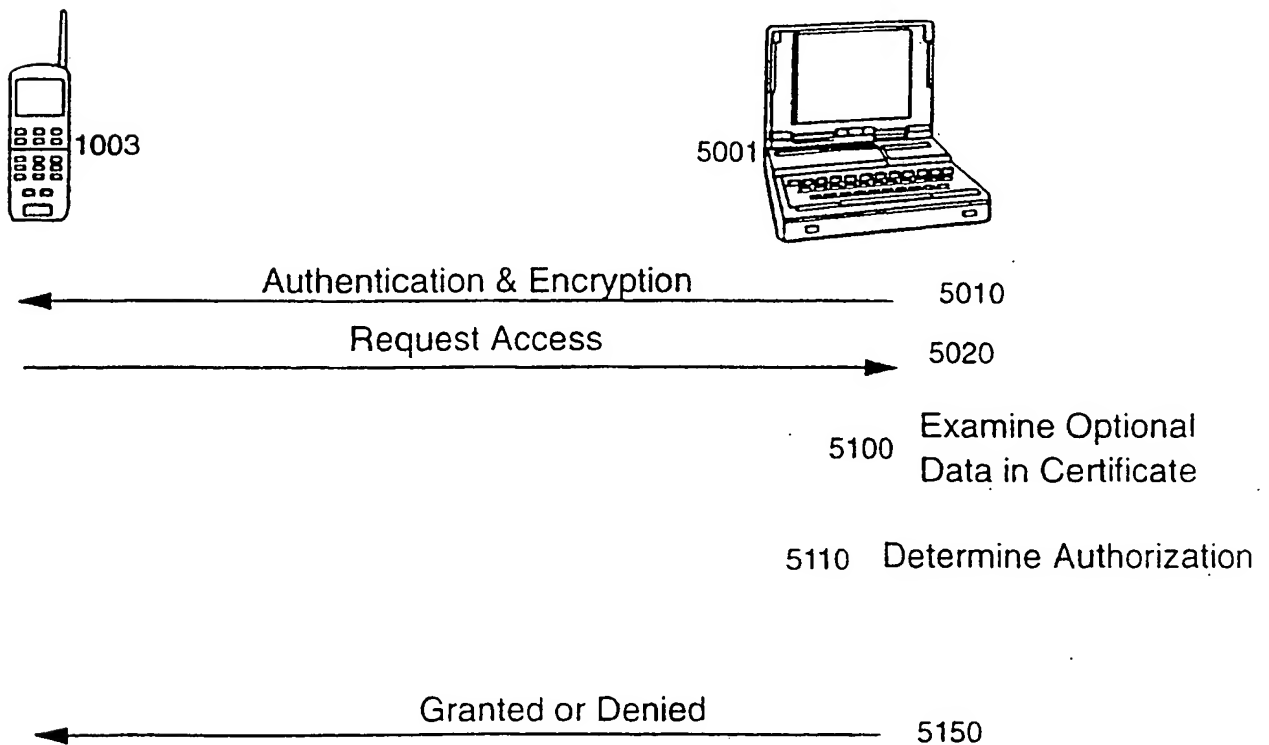 1003
5001
Authentication & Encryption 5010
Request Access 5020
5100 Examine Optional
Data in Certificate
5110 Determine Authorization
Granted or Denied 5150